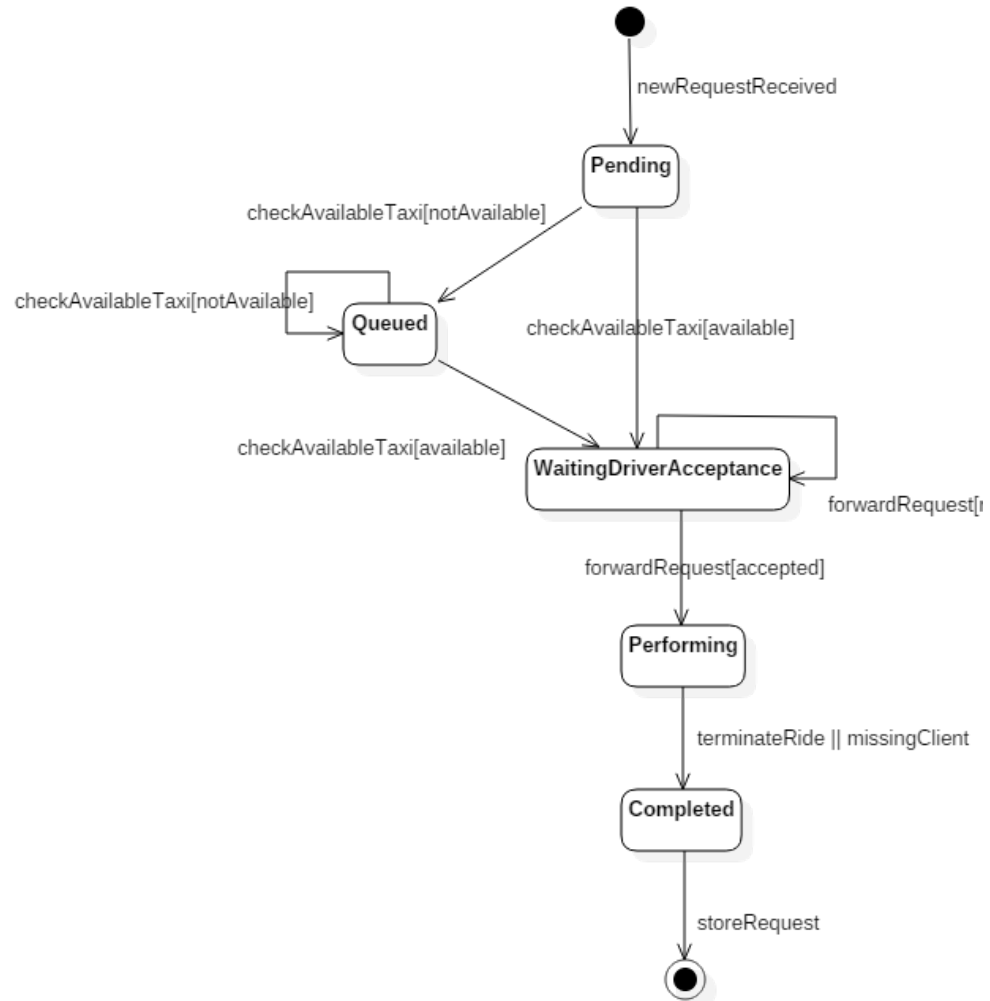 newRequestReceived
Pending
checkAvailableTaxi[notAvailable]
checkAvailableTaxi[notAvailable]
Queued
checkAvailableTaxi[available]
checkAvailableTaxi[available]
WaitingDriverAcceptance
forwardRequest[
forwardRequest[accepted]
Performing
terminateRide || missingClient
Completed
storeRequest